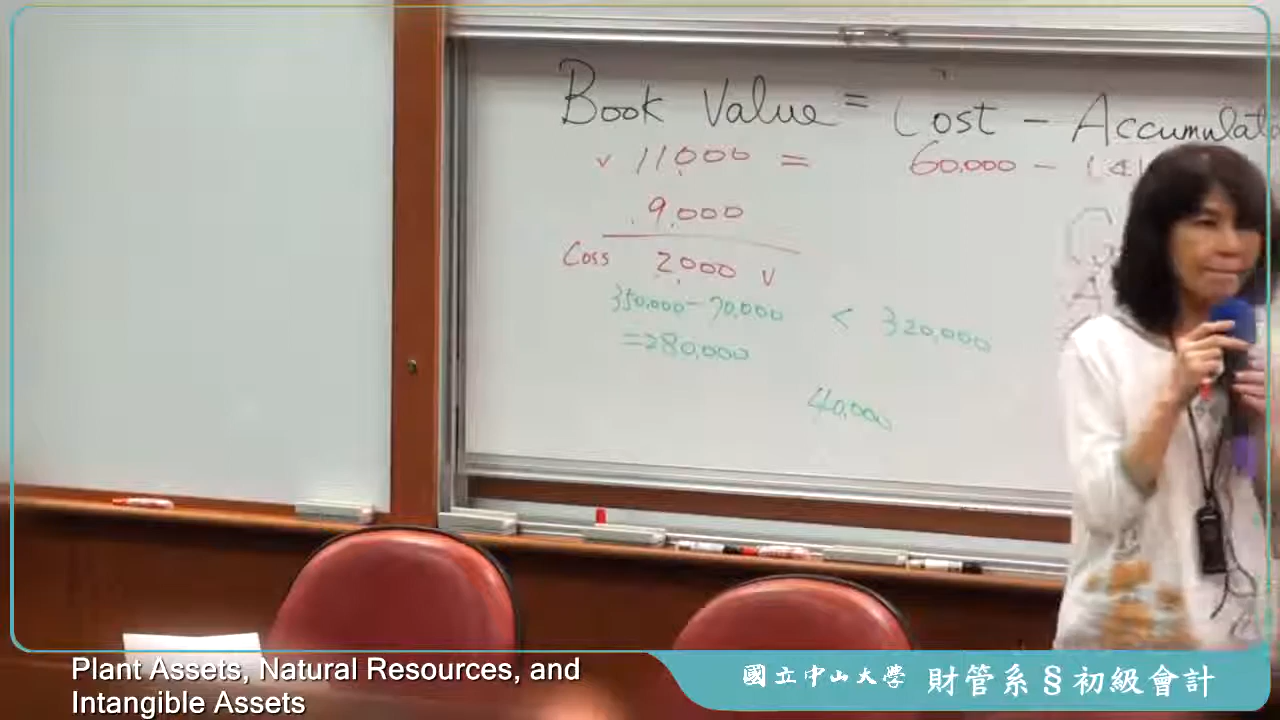 Book Value = Cost - Accumulat
v 11,000 = 60,000 -
9,000
Coss 2,000 v
350,000-70,000 < 320,000
=280,000
40,000
Plant Assets, Natural Resources, and
Intangible Assets
國立中山大學 財管系§初級會計